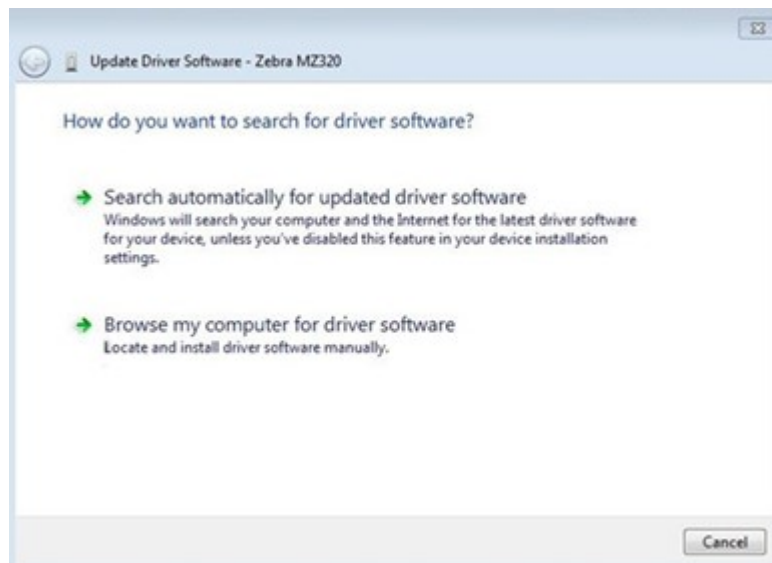 Update Driver Software - Zebra MZ320
How do you want to search for driver software?
Search automatically for updated driver software
Windows will search your computer and the Internet for the latest driver software
for your device, unless you've disabled this feature in your device installation
settings.
Browse my computer for driver software
Locate and install driver software manually.
Cancel